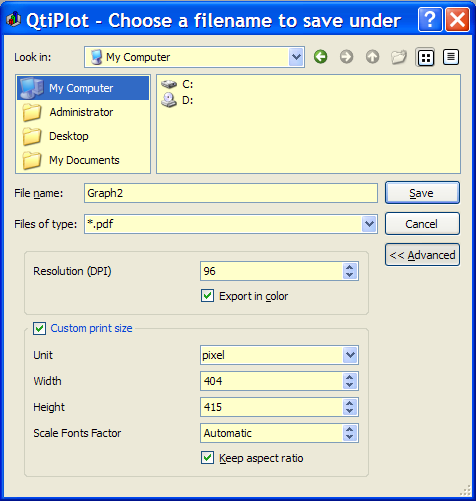 QtiPlot - Choose a filename to save under
Look in: My Computer
My Computer
Administrator
Desktop
My Documents
C:
D:
File name: Graph2 Save
Files of type: *.pdf Cancel
<< Advanced
Resolution (DPI) 96
Export in color
Custom print size
Unit pixel
Width 404
Height 415
Scale Fonts Factor Automatic
Keep aspect ratio